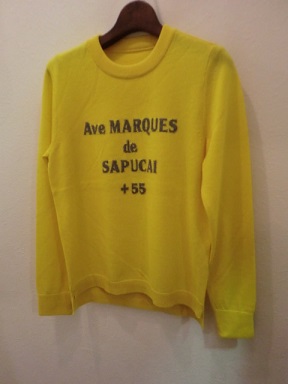 Ave MARQUES
de
SAPUCAI
+55